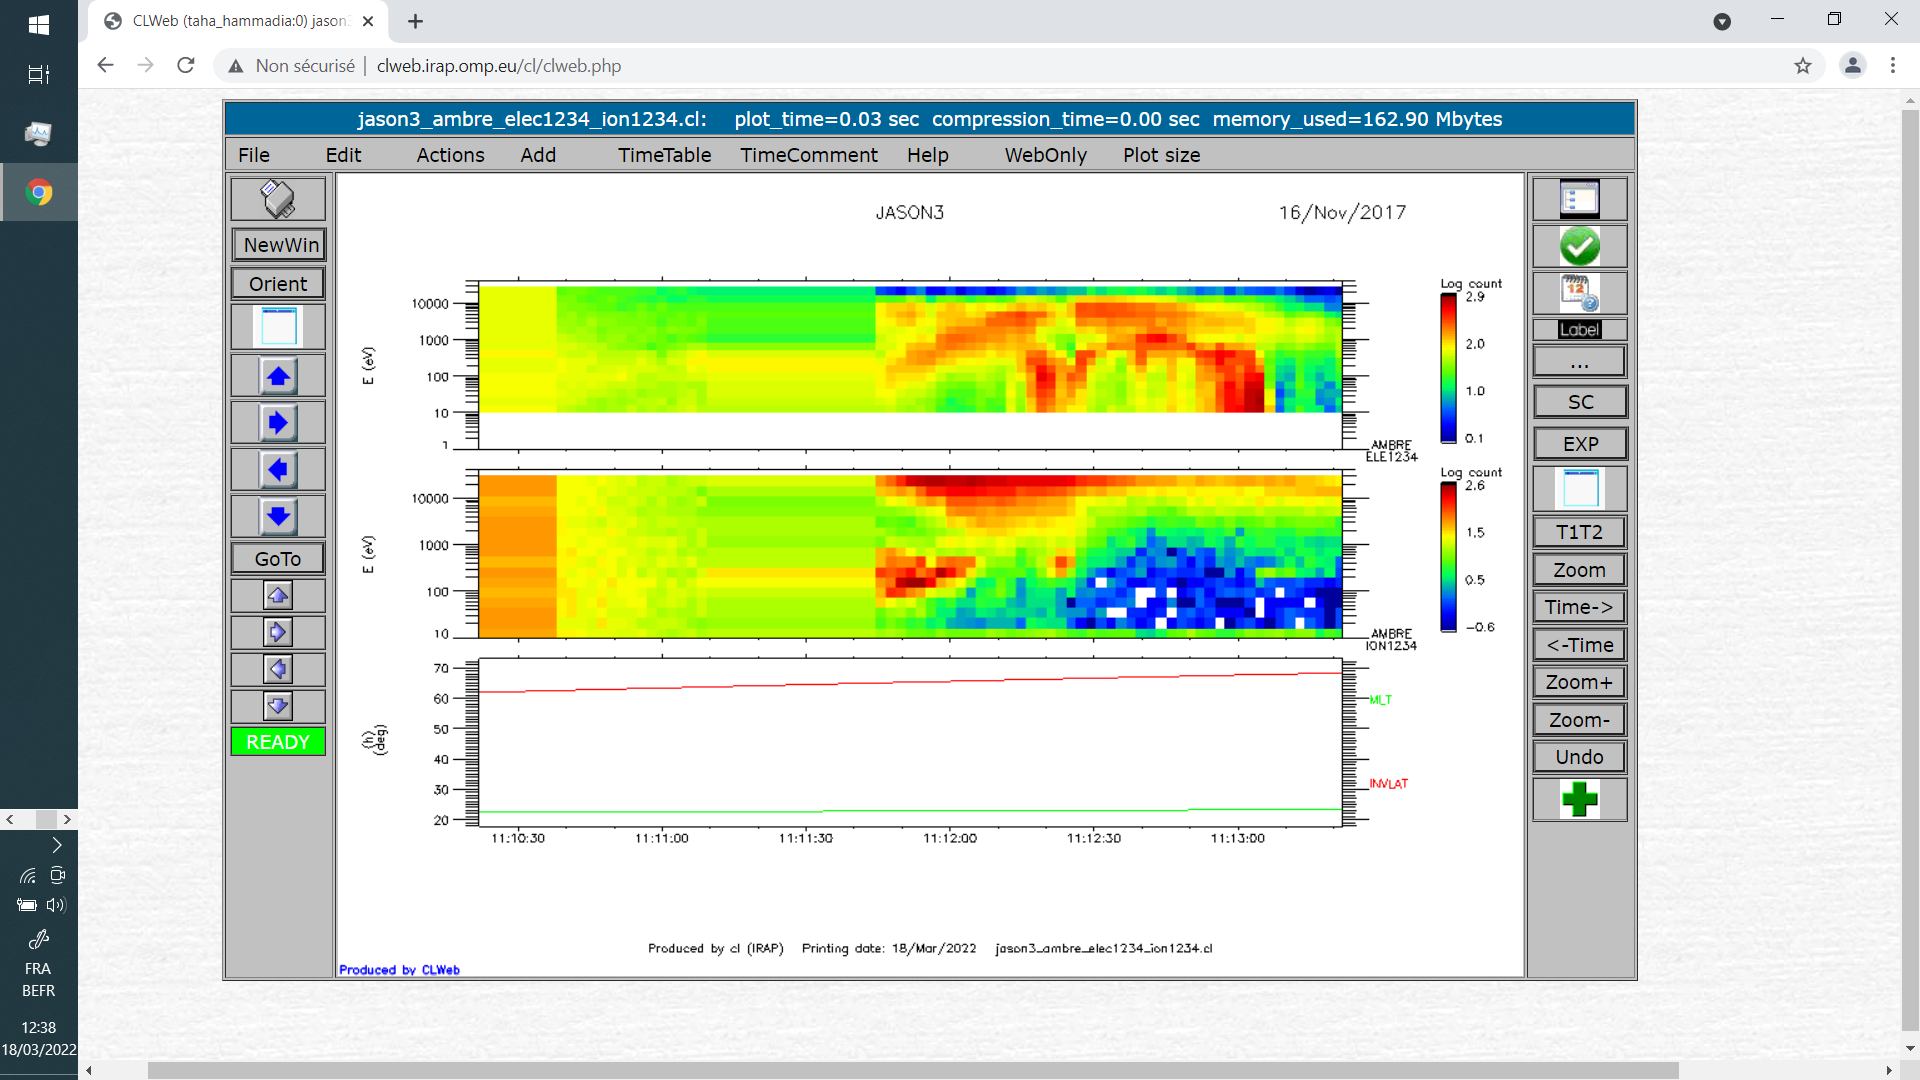 CLWeb (taha_hammadia:0) jason3
Non sécurisé | clweb.irap.omp.eu/cl/clweb.php
jason3_ambre_elec1234_ion1234.cl: plot_time=0.03 sec compression_time=0.00 sec memory_used=162.90 Mbytes
File Edit Actions Add TimeTable TimeComment Help WebOnly Plot size
NewWin
Orient
GoTo
READY
JASON3 16/Nov/2017
Log count
2.9
2.0
1.0
0.1
E (eV)
10000
1000
100
10
1
AMBRE
ELE1234
Log count
2.6
1.5
0.5
−0.6
E (eV)
10000
1000
100
10
AMBRE
ION1234
(h)
(deg)
70
60
50
40
30
20
MLT
INVLAT
11:10:30 11:11:00 11:11:30 11:12:00 11:12:30 11:13:00
Produced by cl (IRAP) Printing date: 18/Mar/2022 jason3_ambre_elec1234_ion1234.cl
Produced by CLWeb
12
Label
...
SC
EXP
T1T2
Zoom
Time->
<-Time
Zoom+
Zoom-
Undo
FRA
BEFR
12:38
18/03/2022